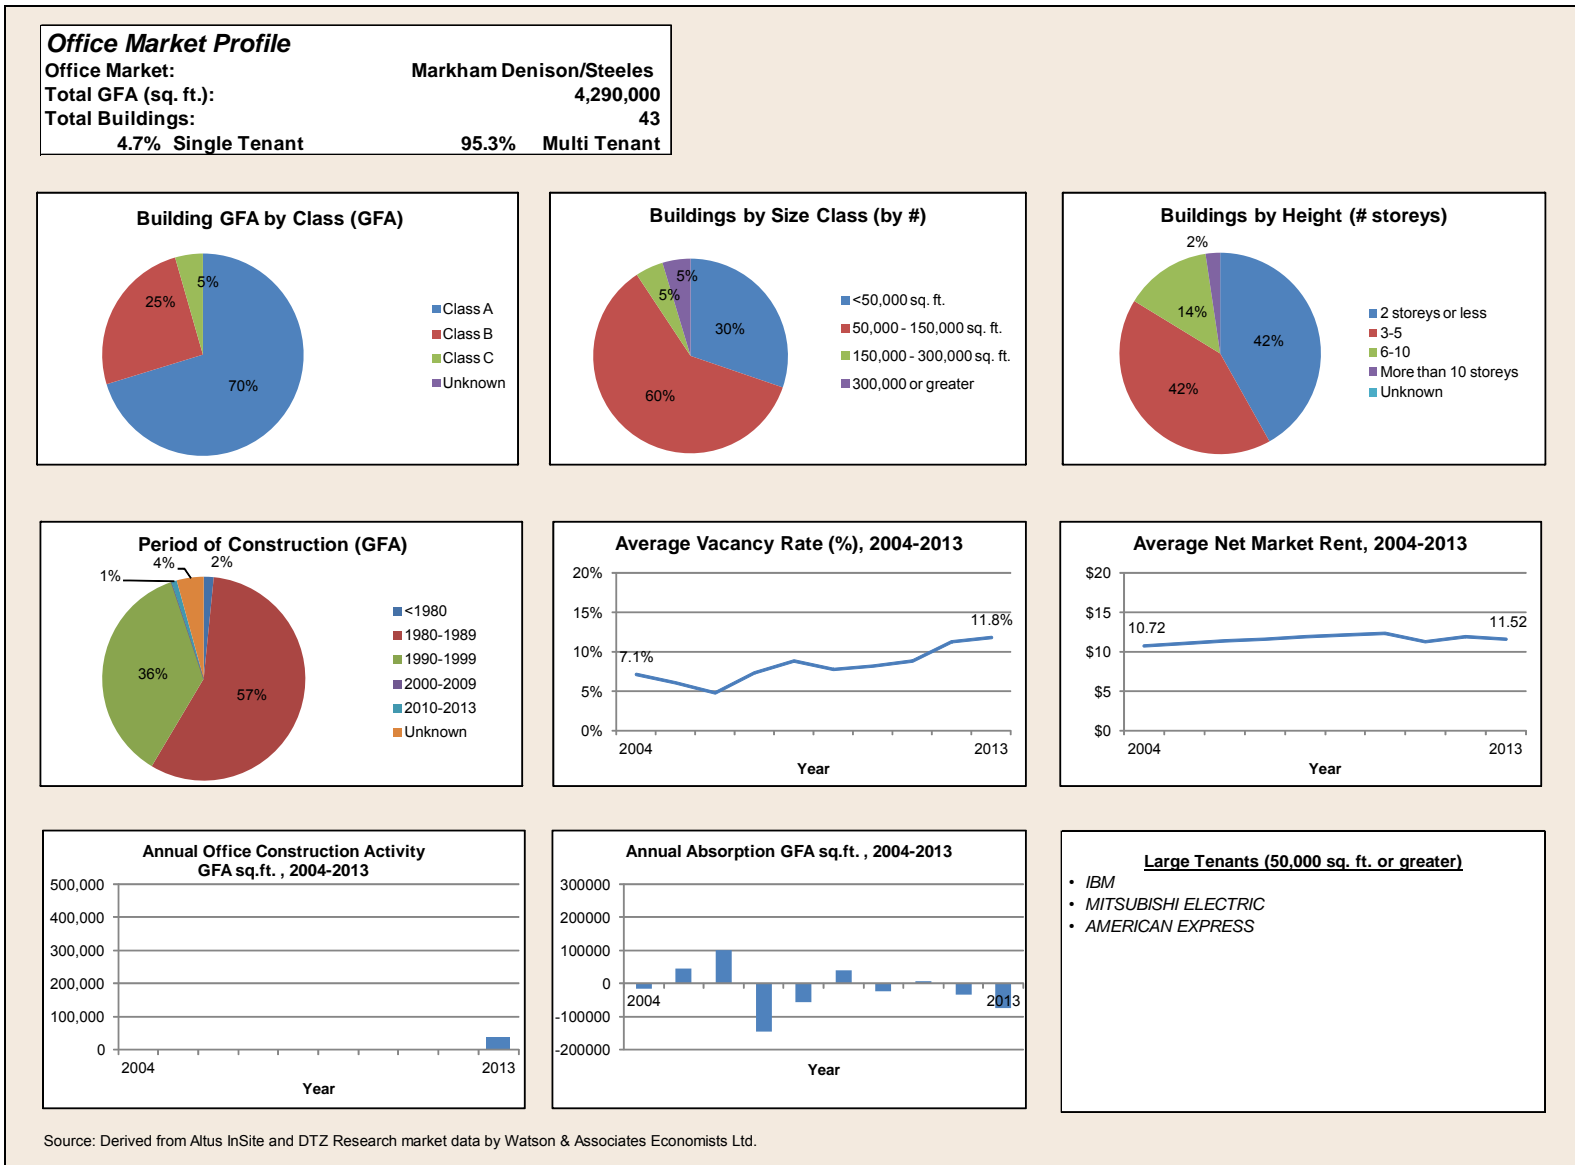 Office Market Profile
Office Market: Markham Denison/Steeles
Total GFA (sq. ft.): 4,290,000
Total Buildings: 43
4.7% Single Tenant 95.3% Multi Tenant
Building GFA by Class (GFA)
5%
25%
70%
Class A
Class B
Class C
Unknown
Buildings by Size Class (by #)
5%
5%
30%
60%
<50,000 sq. ft.
50,000 - 150,000 sq. ft.
150,000 - 300,000 sq. ft.
300,000 or greater
Buildings by Height (# storeys)
2%
14%
42%
42%
2 storeys or less
3-5
6-10
More than 10 storeys
Unknown
Period of Construction (GFA)
4%
2%
1%
36%
57%
<1980
1980-1989
1990-1999
2000-2009
2010-2013
Unknown
Average Vacancy Rate (%), 2004-2013
20%
15%
10%
5%
0%
7.1%
11.8%
2004
2013
Year
Average Net Market Rent, 2004-2013
$20
$15
$10
$5
$0
10.72
11.52
2004
2013
Year
Annual Office Construction Activity
GFA sq.ft. , 2004-2013
500,000
400,000
300,000
200,000
100,000
0
2004
2013
Year
Annual Absorption GFA sq.ft. , 2004-2013
300000
200000
100000
0
-100000
-200000
2004
2013
Year
Large Tenants (50,000 sq. ft. or greater)
• IBM
• MITSUBISHI ELECTRIC
• AMERICAN EXPRESS
Source: Derived from Altus InSite and DTZ Research market data by Watson & Associates Economists Ltd.